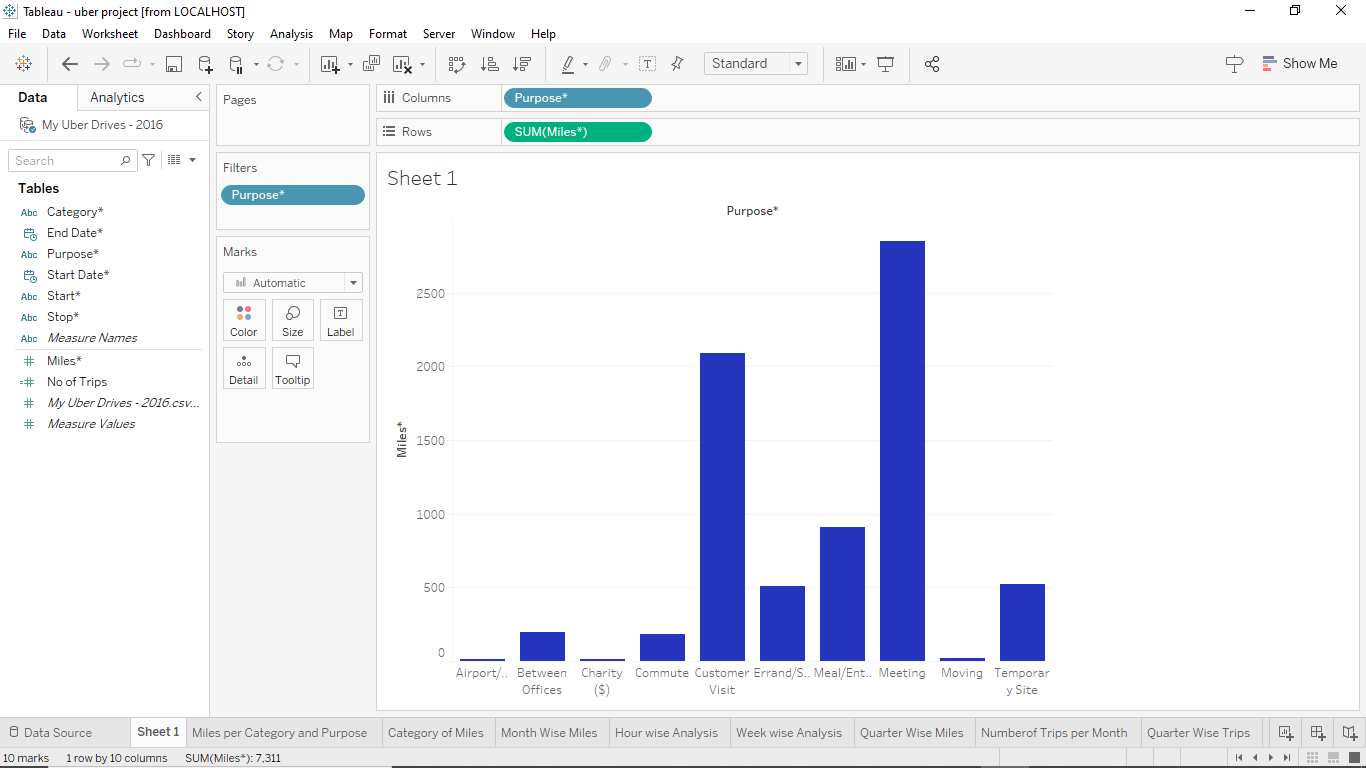 Tableau - uber project [from LOCALHOST]
File Data Worksheet Dashboard Story Analysis Map Format Server Window Help
Standard
Show Me
Data Analytics
My Uber Drives - 2016
Search
Tables
Abc Category*
End Date*
Abc Purpose*
Start Date*
Abc Start*
Abc Stop*
Abc Measure Names
# Miles*
=# No of Trips
# My Uber Drives - 2016.csv...
# Measure Values
Pages
Filters
Purpose*
Marks
Automatic
Color Size Label
Detail Tooltip
Columns Purpose*
Rows SUM(Miles*)
Sheet 1
Purpose*
Miles*
2500
2000
1500
1000
500
0
Airport/.. Between Offices Charity ($) Commute Customer Visit Errand/S.. Meal/Ent.. Meeting Moving Temporary Site
Data Source Sheet 1 Miles per Category and Purpose Category of Miles Month Wise Miles Hour wise Analysis Week wise Analysis Quarter Wise Miles Numberof Trips per Month Quarter Wise Trips
10 marks 1 row by 10 columns SUM(Miles*): 7,311